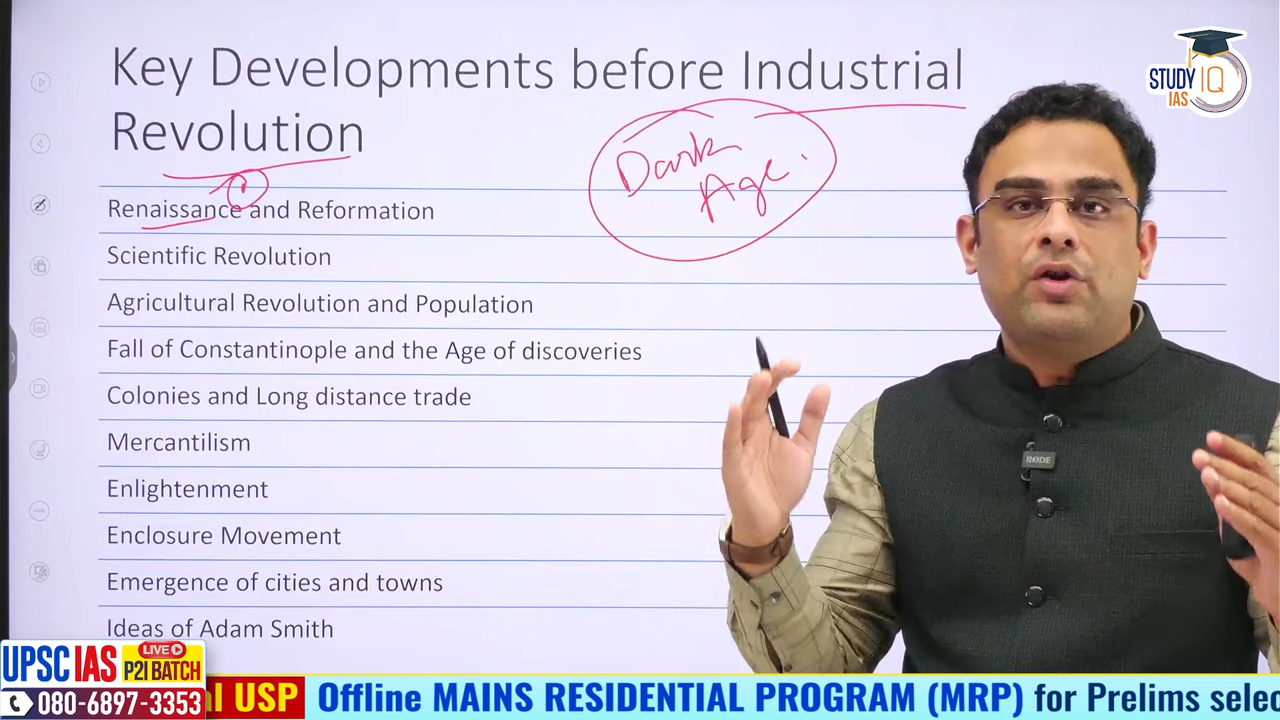 Key Developments before Industrial
Revolution
Dark
Age.
Renaissance and Reformation
Scientific Revolution
Agricultural Revolution and Population
Fall of Constantinople and the Age of discoveries
Colonies and Long distance trade
Mercantilism
Enlightenment
Enclosure Movement
Emergence of cities and towns
Ideas of Adam Smith
STUDY IQ
IAS
RØDE
UPSC IAS LIVE P2I BATCH
080-6897-3353
al USP Offline MAINS RESIDENTIAL PROGRAM (MRP) for Prelims selec